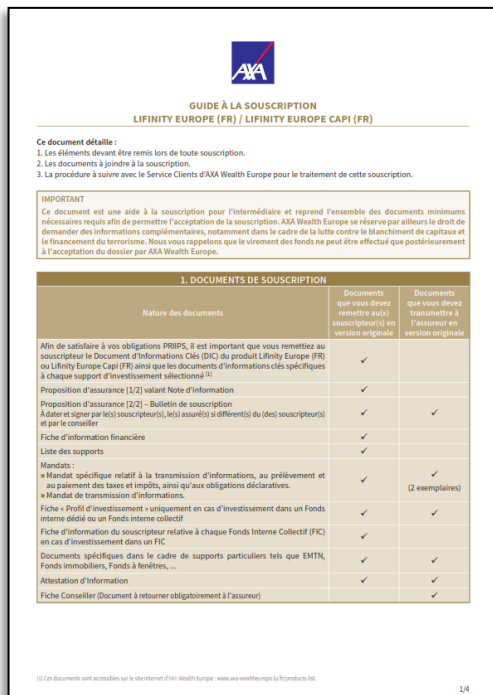 AXA
GUIDE À LA SOUSCRIPTION
LIFINITY EUROPE (FR) / LIFINITY EUROPE CAPI (FR)
Ce document détaille :
1. Les éléments devant être remis lors de toute souscription.
2. Les documents à joindre à la souscription.
3. La procédure à suivre avec le Service Clients d'AXA Wealth Europe pour le traitement de cette souscription.
IMPORTANT
Ce document est une aide à la souscription pour l'intermédiaire et reprend l'ensemble des documents minimums
nécessaires requis afin de permettre l'acceptation de la souscription. AXA Wealth Europe se réserve par ailleurs le droit de
demander des informations complémentaires, notamment dans le cadre de la lutte contre le blanchiment de capitaux et
le financement du terrorisme. Nous vous rappelons que le virement des fonds ne peut être effectué que postérieurement
à l'acceptation du dossier par AXA Wealth Europe.
1. DOCUMENTS DE SOUSCRIPTION
Nature des documents
Documents
que vous devez
remettre au(x)
souscripteur(s) en
version originale
Documents
que vous devez
transmettre à
l'assureur en
version originale
Afin de satisfaire à vos obligations PRIIPS, il est important que vous remettiez au
souscripteur le Document d'Informations Clés (DIC) du produit Lifinity Europe (FR)
ou Lifinity Europe Capi (FR) ainsi que les documents d'informations clés spécifiques
à chaque support d'investissement sélectionné (1)
✓
Proposition d'assurance [1/2] valant Note d'information
✓
Proposition d'assurance [2/2] – Bulletin de souscription
À dater et signer par le(s) souscripteur(s), le(s) assuré(s) si différent(s) du (des) souscripteur(s)
et par le conseiller
✓ ✓
Fiche d'information financière
✓
Liste des supports
✓
Mandats :
■ Mandat spécifique relatif à la transmission d'informations, au prélèvement et
au paiement des taxes et impôts, ainsi qu'aux obligations déclaratives.
■ Mandat de transmission d'informations.
✓ ✓
(2 exemplaires)
Fiche « Profil d'investissement » uniquement en cas d'investissement dans un Fonds
interne dédié ou un Fonds interne collectif
✓ ✓
Fiche d'information du souscripteur relative à chaque Fonds Interne Collectif (FIC)
en cas d'investissement dans un FIC
✓
Documents spécifiques dans le cadre de supports particuliers tels que EMTN,
Fonds immobiliers, Fonds à fenêtres, ...
✓ ✓
Attestation d'Information
✓ ✓
Fiche Conseiller (Document à retourner obligatoirement à l'assureur)
✓
(1) Ces documents sont accessibles sur le site internet d'AXA Wealth Europe : www.axa-wealtheurope.lu/fr/products-list.
1/4